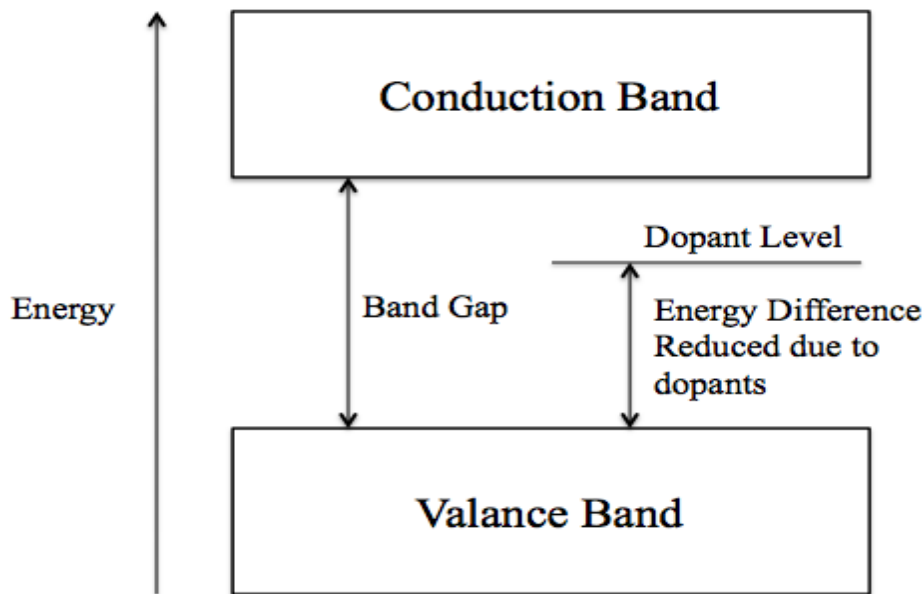 Conduction Band
Dopant Level
Energy
Band Gap
Energy Difference
Reduced due to
dopants
Valance Band